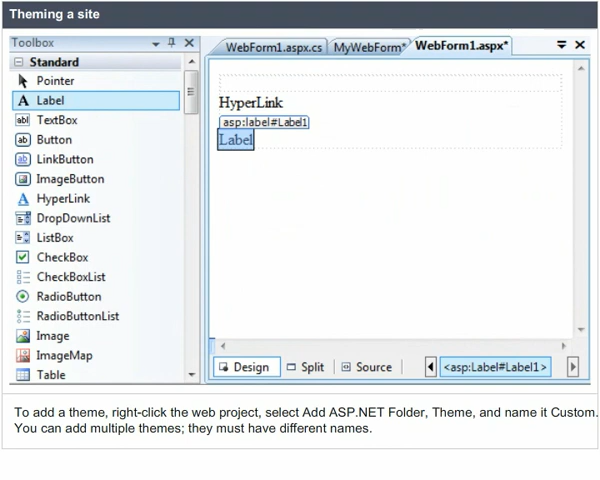 Theming a site
Toolbox
Standard
Pointer
Label
TextBox
Button
LinkButton
ImageButton
HyperLink
DropDownList
ListBox
CheckBox
CheckBoxList
RadioButton
RadioButtonList
Image
ImageMap
Table
WebForm1.aspx.cs MyWebForm* WebForm1.aspx*
HyperLink
asp:label#Label1
Label
Design Split Source <asp:Label#Label1>
To add a theme, right-click the web project, select Add ASP.NET Folder, Theme, and name it Custom.
You can add multiple themes; they must have different names.